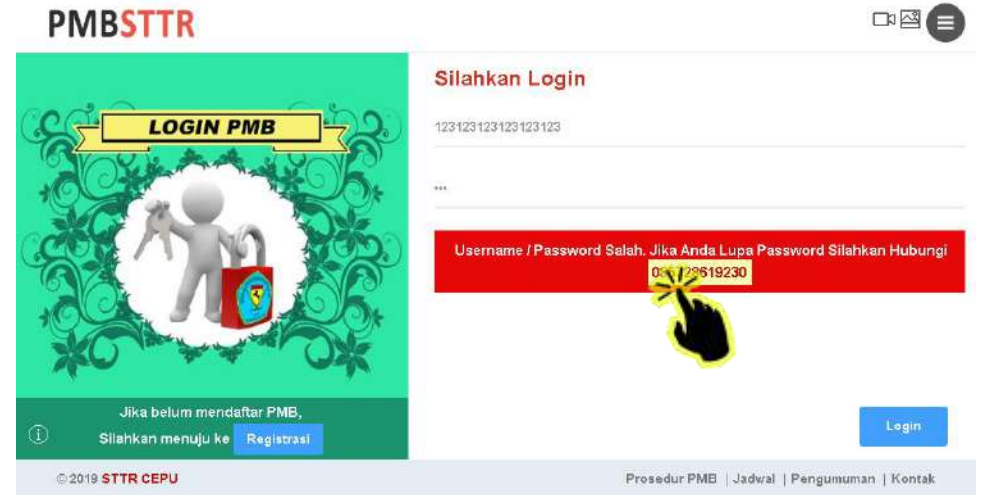 PMBSTTR
LOGIN PMB
Jika belum mendaftar PMB,
Silahkan menuju ke Registrasi
Silahkan Login
123123123123123123
***
Username / Password Salah. Jika Anda Lupa Password Silahkan Hubungi
Login
© 2019 STTR CEPU
Prosedur PMB | Jadwal | Pengumuman | Kontak